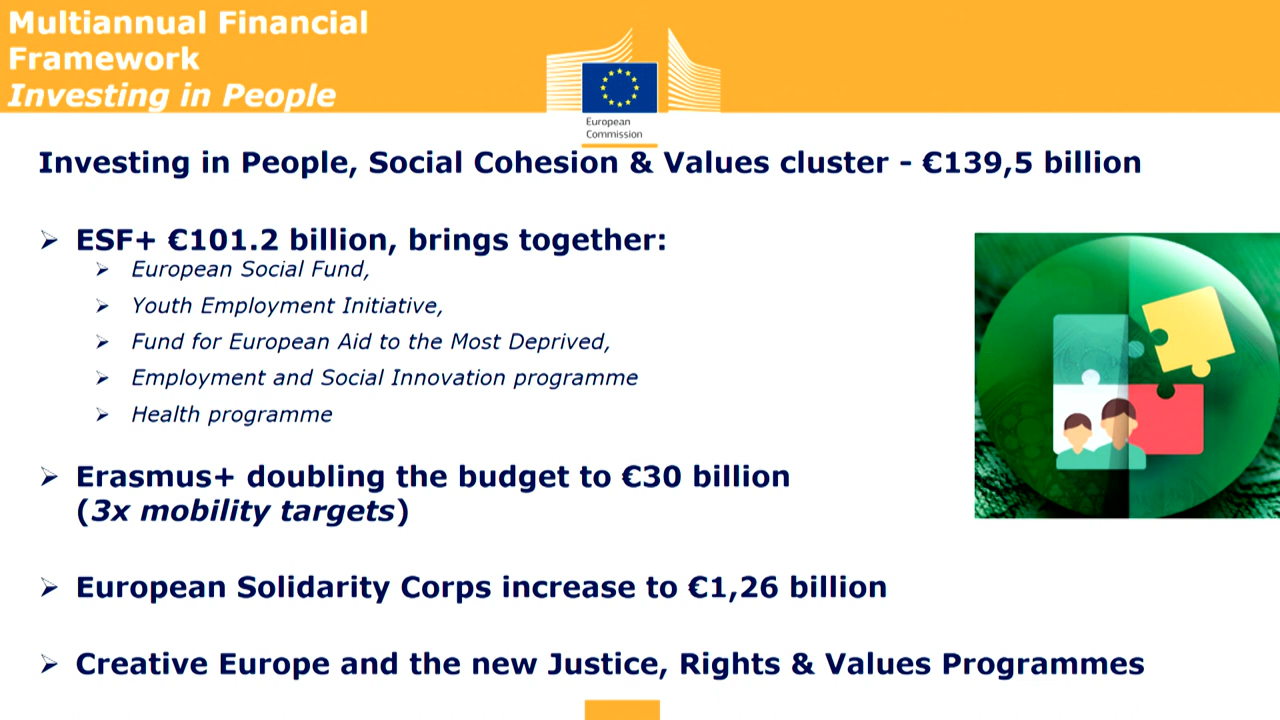 Multiannual Financial
Framework
Investing in People
European
Commission
Investing in People, Social Cohesion & Values cluster - €139,5 billion
ESF+ €101.2 billion, brings together:
European Social Fund,
Youth Employment Initiative,
Fund for European Aid to the Most Deprived,
Employment and Social Innovation programme
Health programme
Erasmus+ doubling the budget to €30 billion
(3x mobility targets)
European Solidarity Corps increase to €1,26 billion
Creative Europe and the new Justice, Rights & Values Programmes